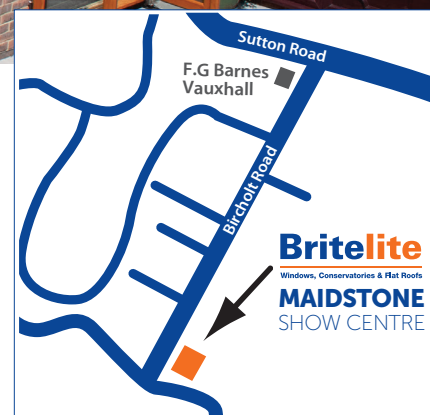 Sutton Road
F.G Barnes
Vauxhall
Bircholt Road
Britelite
Windows, Conservatories & Flat Roofs
MAIDSTONE
SHOW CENTRE